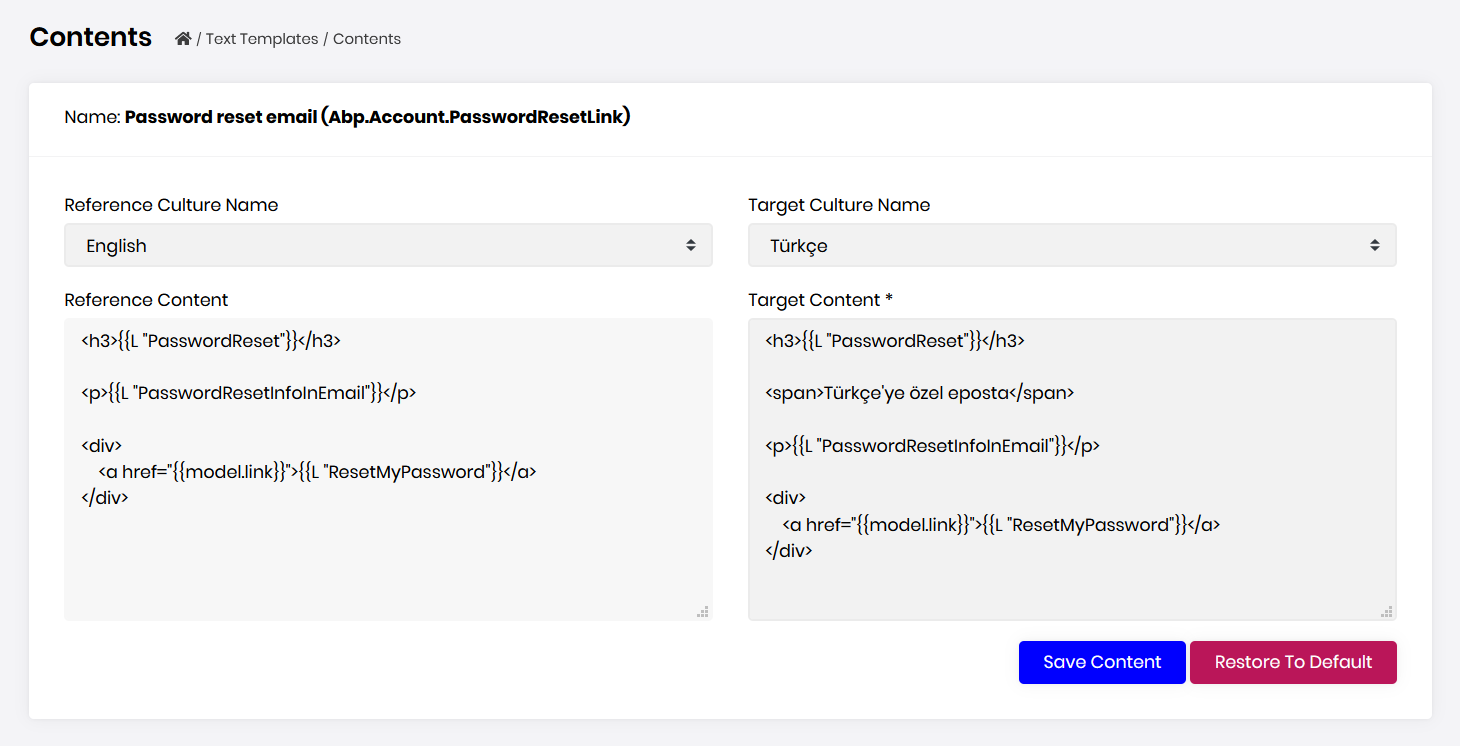 Contents
/ Text Templates / Contents
Name: Password reset email (Abp.Account.PasswordResetLink)
Reference Culture Name
English
Reference Content
<h3>{{L "PasswordReset"}}</h3>
<p>{{L "PasswordResetInfoInEmail"}}</p>
<div>
<a href="{{model.link}}">{{L "ResetMyPassword"}}</a>
</div>
Target Culture Name
Türkçe
Target Content *
<h3>{{L "PasswordReset"}}</h3>
<span>Türkçe'ye özel eposta</span>
<p>{{L "PasswordResetInfoInEmail"}}</p>
<div>
<a href="{{model.link}}">{{L "ResetMyPassword"}}</a>
</div>
Save Content
Restore To Default